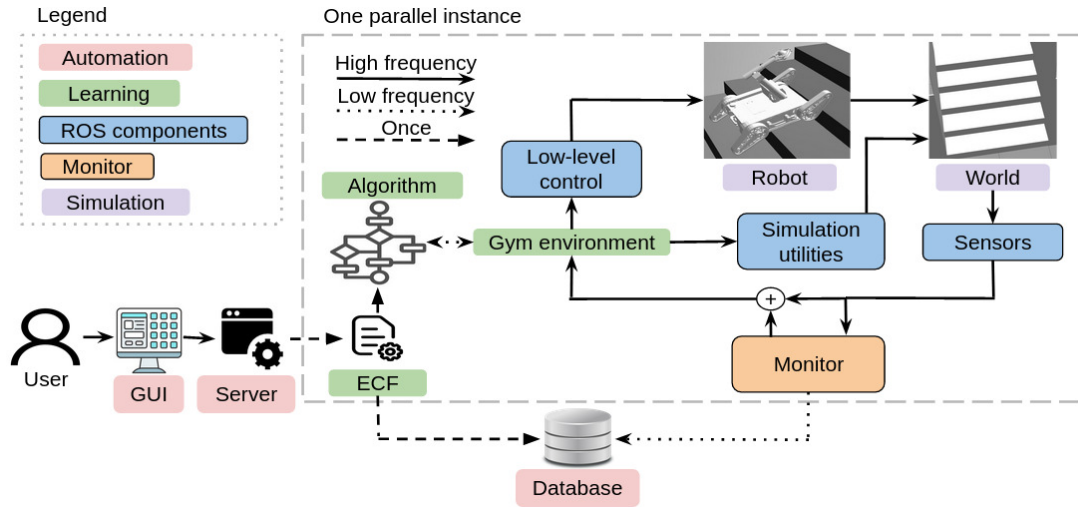 Legend
Automation
Learning
ROS components
Monitor
Simulation
One parallel instance
High frequency
Low frequency
Once
Algorithm
Low-level
control
Robot
World
Gym environment
Simulation
utilities
Sensors
+
Monitor
User
GUI
Server
ECF
Database